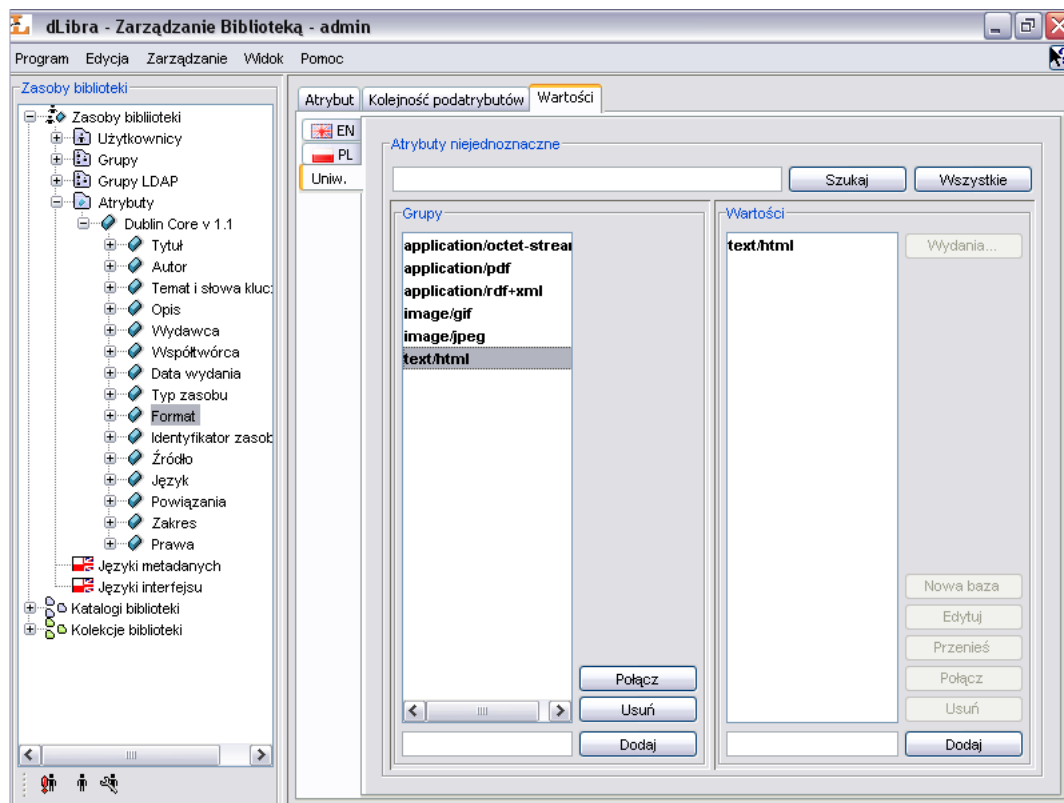 dLibra - Zarządzanie Biblioteką - admin
Program Edycja Zarządzanie Widok Pomoc
Zasoby biblioteki
Zasoby bibliioteki
Użytkownicy
Grupy
Grupy LDAP
Atrybuty
Dublin Core v 1.1
Tytuł
Autor
Temat i słowa klucz
Opis
Wydawca
Współtwórca
Data wydania
Typ zasobu
Format
Identyfikator zasob
Źródło
Język
Powiązania
Zakres
Prawa
Języki metadanych
Języki interfejsu
Katalogi biblioteki
Kolekcje biblioteki
Atrybut Kolejność podatrybutów Wartości
EN
PL
Uniw.
Atrybuty niejednoznaczne
Szukaj Wszystkie
Grupy
application/octet-strear
application/pdf
application/rdf+xml
image/gif
image/jpeg
text/html
Połącz
Usuń
Dodaj
Wartości
text/html
Wydania...
Nowa baza
Edytuj
Przenieś
Połącz
Usuń
Dodaj